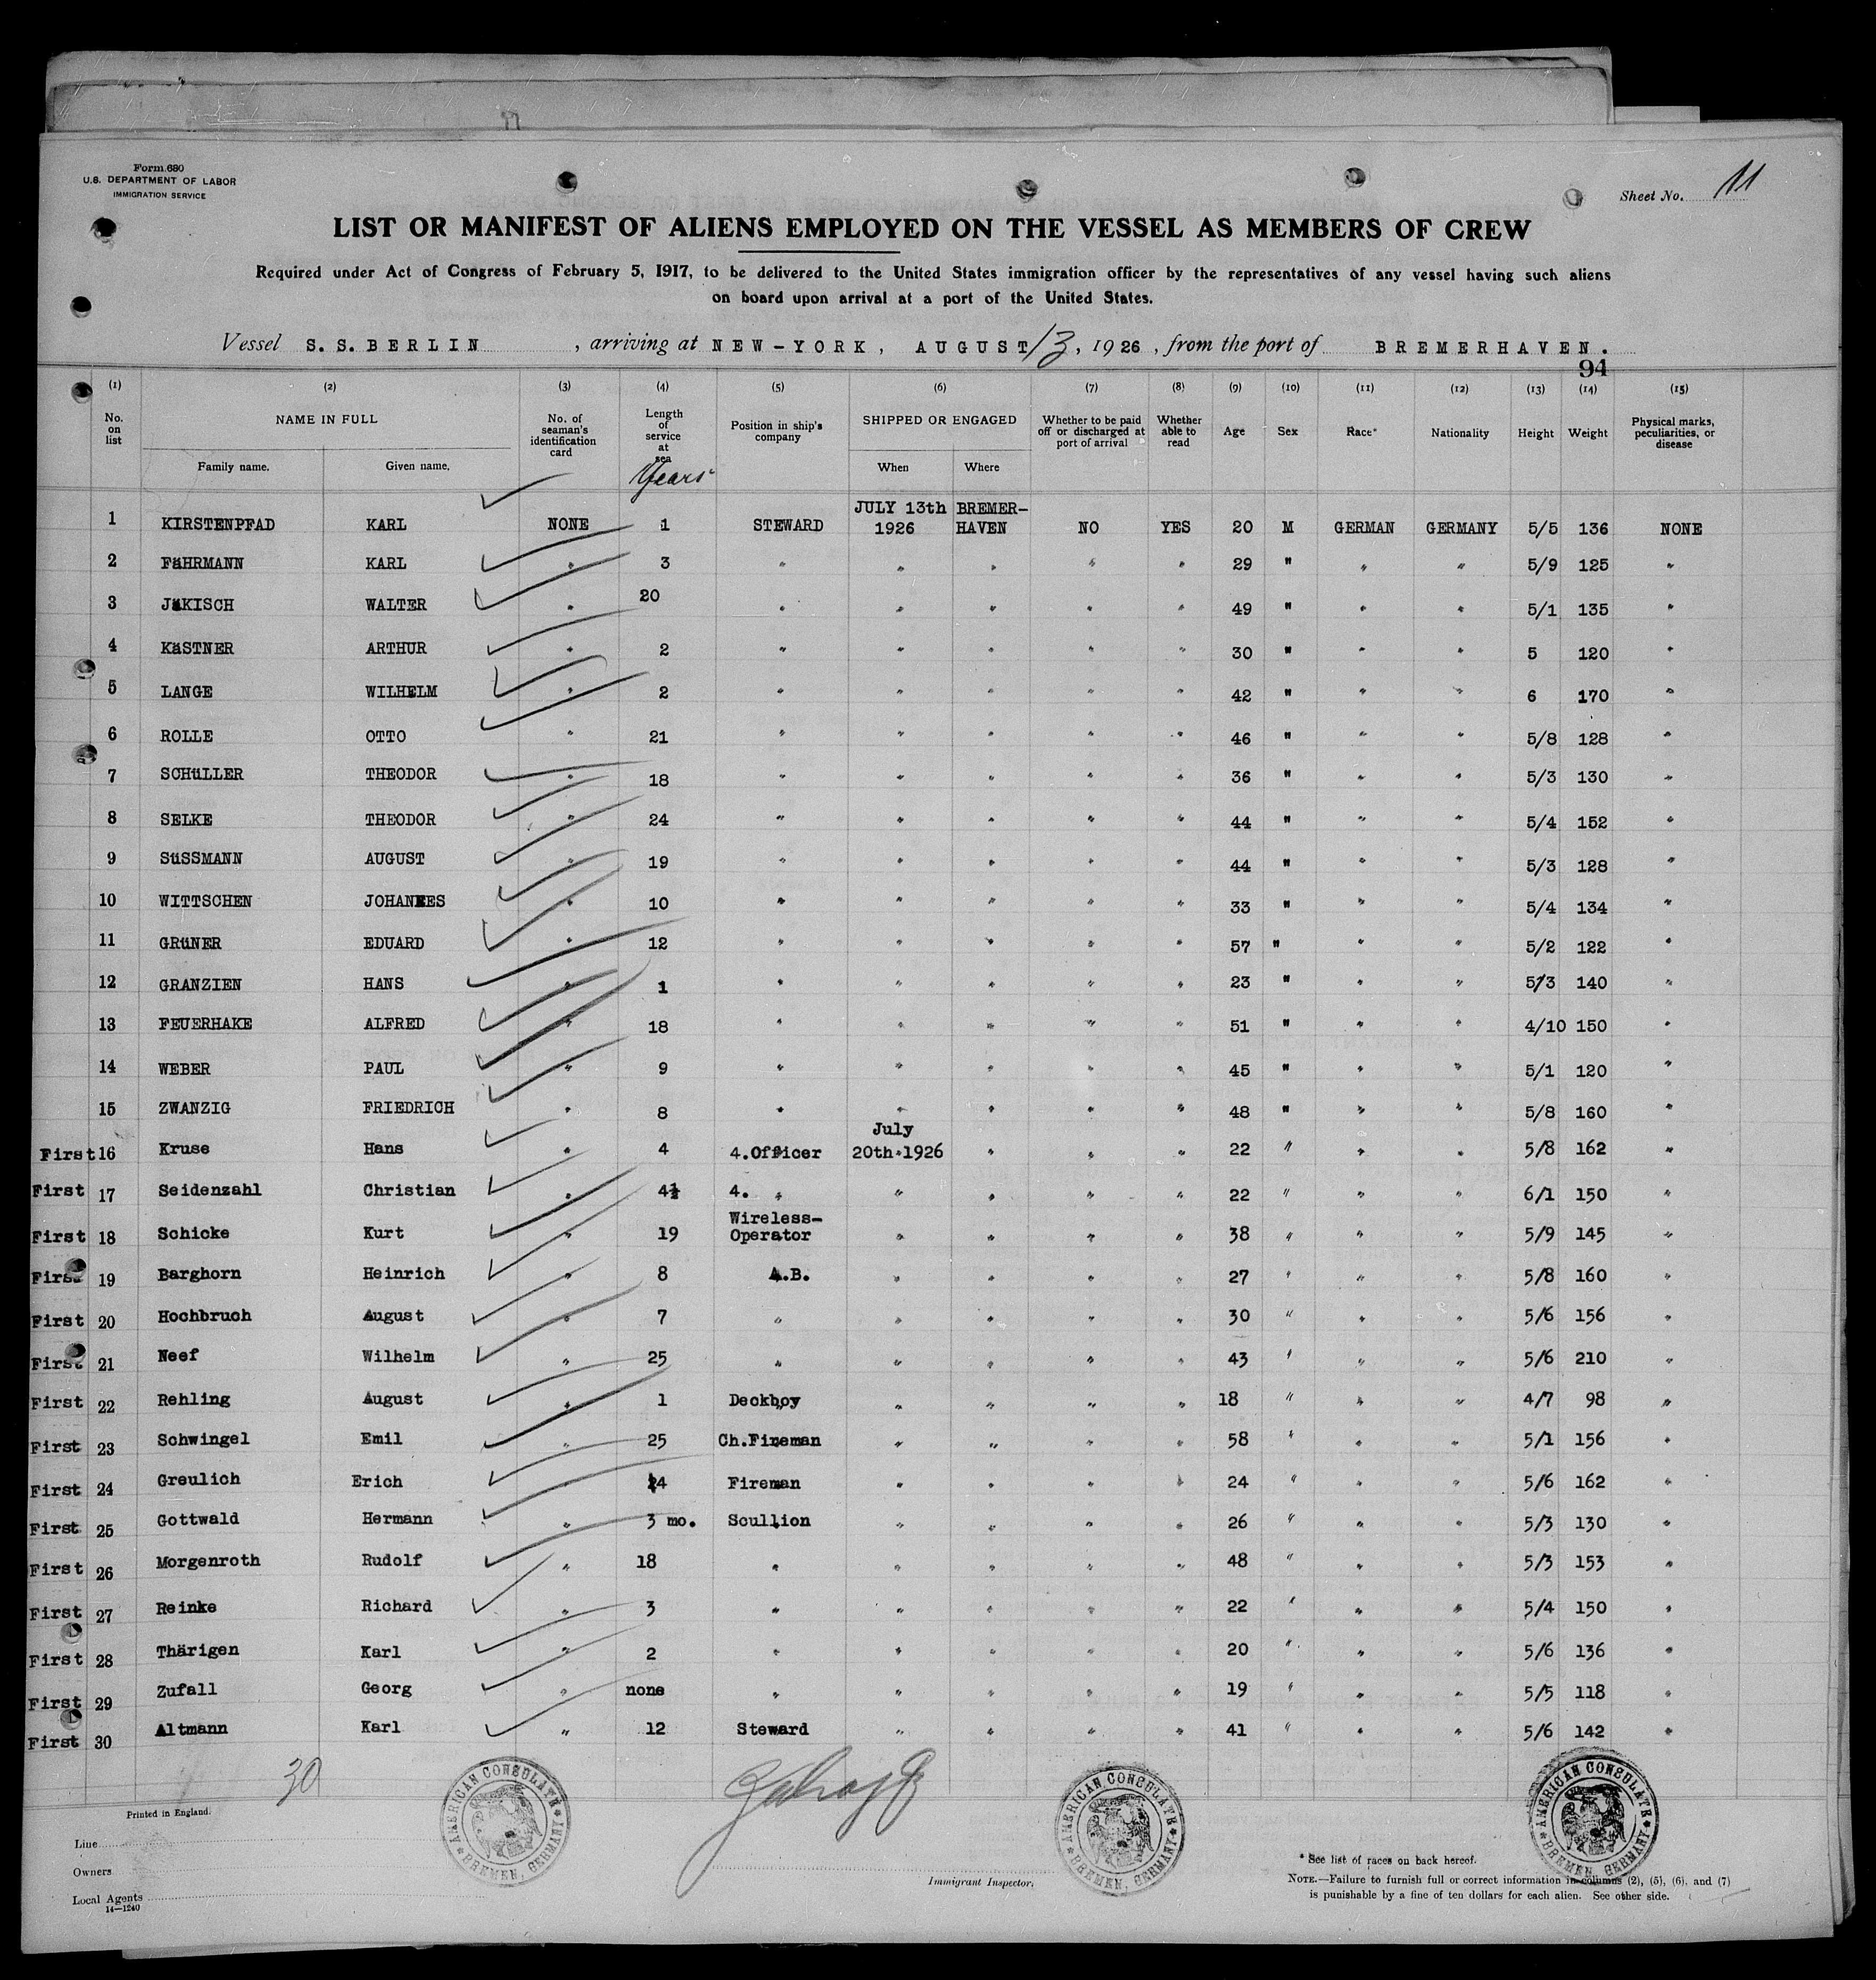 Form 680
U.S. DEPARTMENT OF LABOR
IMMIGRATION SERVICE
Sheet No. 11
LIST OR MANIFEST OF ALIENS EMPLOYED ON THE VESSEL AS MEMBERS OF CREW
Required under Act of Congress of February 5, 1917, to be delivered to the United States immigration officer by the representatives of any vessel having such aliens
on board upon arrival at a port of the United States.
Vessel S.S.BERLIN, arriving at NEW-YORK, AUGUST 13, 1926, from the port of BREMERHAVEN.
94
(1) (2) (3) (4) (5) (6) (7) (8) (9) (10) (11) (12) (13) (14) (15)
No. on list NAME IN FULL Family name. Given name. No. of seaman's identification card Length of service at sea Years Position in ship's company SHIPPED OR ENGAGED When Where Whether to be paid off or discharged at port of arrival Whether able to read Age Sex Race* Nationality Height Weight Physical marks, peculiarities, or disease
1 KIRSTENPFAD KARL NONE 1 STEWARD JULY 13th 1926 BREMER-HAVEN NO YES 20 M GERMAN GERMANY 5/5 136 NONE
2 FäHRMANN KARL " 3 " " " " " 29 " " " 5/9 125 "
3 JäKISCH WALTER " 20 " " " " " 49 " " " 5/1 135 "
4 KäSTNER ARTHUR " 2 " " " " " 30 " " " 5 120 "
5 LANGE WILHELM " 2 " " " " " 42 " " " 6 170 "
6 ROLLE OTTO " 21 " " " " " 46 " " " 5/8 128 "
7 SCHüLLER THEODOR " 18 " " " " " 36 " " " 5/3 130 "
8 SELKE THEODOR " 24 " " " " " 44 " " " 5/4 152 "
9 SüSSMANN AUGUST " 19 " " " " " 44 " " " 5/3 128 "
10 WITTSCHEN JOHANNES " 10 " " " " " 33 " " " 5/4 134 "
11 GRüNER EDUARD " 12 " " " " " 57 " " " 5/2 122 "
12 GRANZIEN HANS " 1 " " " " " 23 " " " 5/3 140 "
13 FEUERHAKE ALFRED " 18 " " " " " 51 " " " 4/10 150 "
14 WEBER PAUL " 9 " " " " " 45 " " " 5/1 120 "
15 ZWANZIG FRIEDRICH " 8 " " " " " 48 " " " 5/8 160 "
First 16 Kruse Hans " 4 4.Officer July 20th.1926 " " " 22 " " " 5/8 162 "
First 17 Seidenzahl Christian " 4½ 4. " " " " " 22 " " " 6/1 150 "
First 18 Schicke Kurt " 19 Wireless-Operator " " " " 38 " " " 5/9 145 "
First 19 Barghorn Heinrich " 8 A.B. " " " " 27 " " " 5/8 160 "
First 20 Hochbruch August " 7 " " " " " 30 " " " 5/6 156 "
First 21 Neef Wilhelm " 25 " " " " " 43 " " " 5/6 210 "
First 22 Rehling August " 1 Deckboy " " " " 18 " " " 4/7 98 "
First 23 Schwingel Emil " 25 Ch.Fireman " " " " 58 " " " 5/1 156 "
First 24 Greulich Erich " 4 Fireman " " " " 24 " " " 5/6 162 "
First 25 Gottwald Hermann " 3 mo. Scullion " " " " 26 " " " 5/3 130 "
First 26 Morgenroth Rudolf " 18 " " " " " 48 " " " 5/3 153 "
First 27 Reinke Richard " 3 " " " " " 22 " " " 5/4 150 "
First 28 Thärigen Karl " 2 " " " " " 20 " " " 5/6 136 "
First 29 Zufall Georg " none " " " " " 19 " " " 5/5 118 "
First 30 Altmann Karl " 12 Steward " " " " 41 " " " 5/6 142 "
30
AMERICAN CONSULATE BREMEN, GERMANY
AMERICAN CONSULATE BREMEN, GERMANY
AMERICAN CONSULATE BREMEN, GERMANY
Printed in England.
Line
Owners
Local Agents
14—1240
Immigrant Inspector.
* See list of races on back hereof.
NOTE.—Failure to furnish full or correct information in columns (2), (5), (6), and (7)
is punishable by a fine of ten dollars for each alien. See other side.